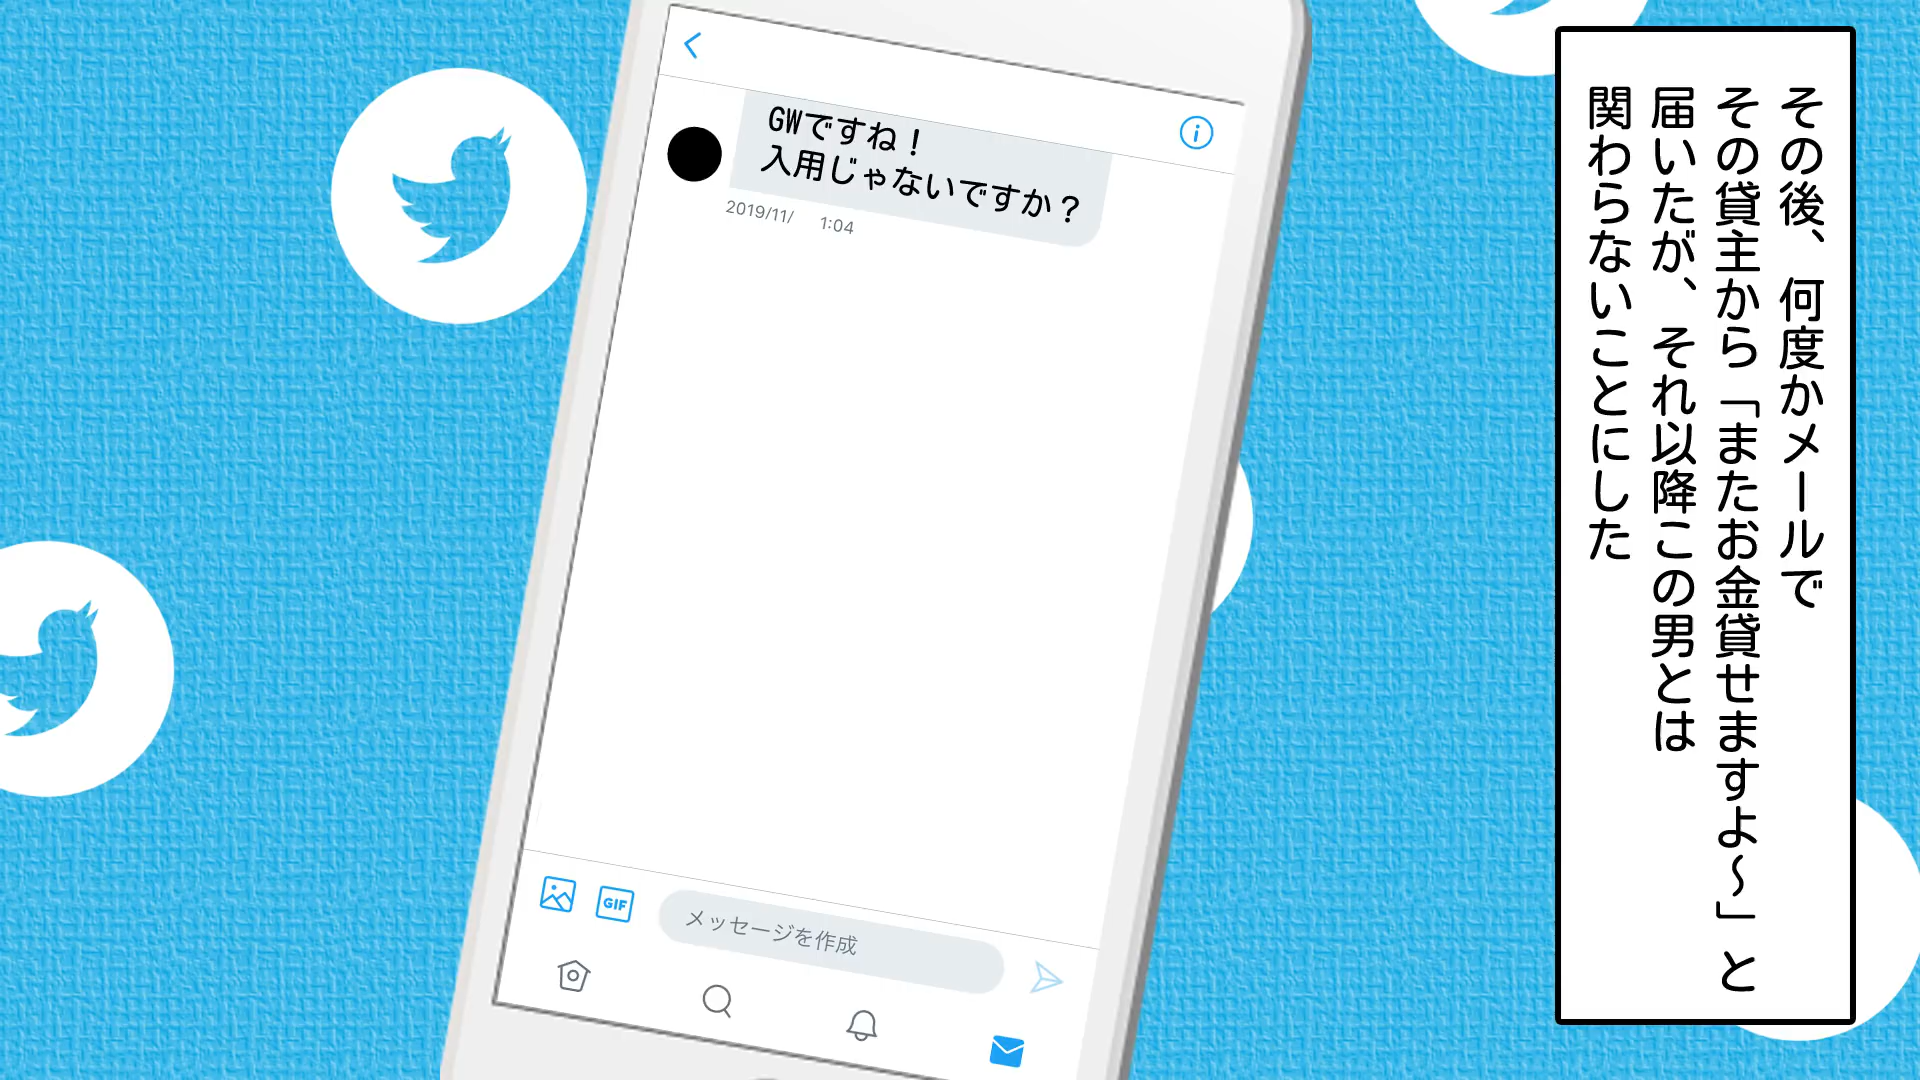 その後、何度かメールで
その貸主から「またお金貸せますよ～」と
届いたが、それ以降この男とは
関わらないことにした
GWですね！
入用じゃないですか？
2019/11/ 1:04
GIF
メッセージを作成